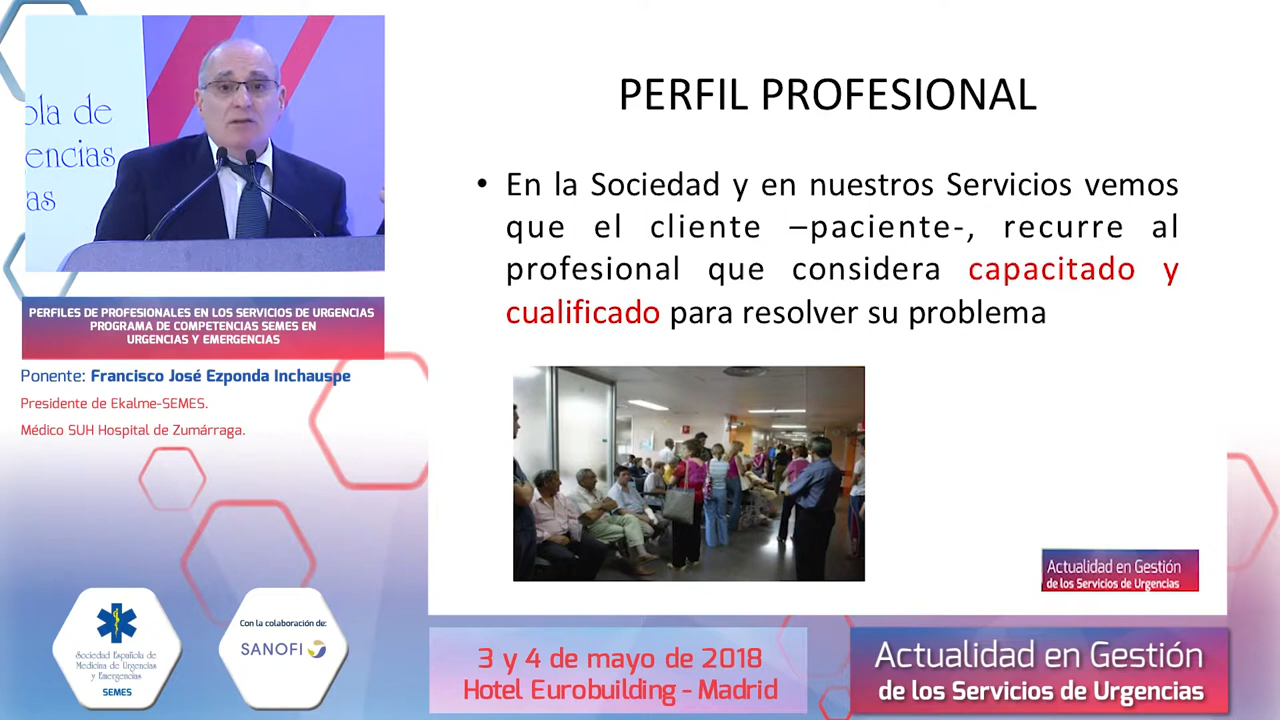 ola de
encias
as
PERFILES DE PROFESIONALES EN LOS SERVICIOS DE URGENCIAS
PROGRAMA DE COMPETENCIAS SEMES EN
URGENCIAS Y EMERGENCIAS
Ponente: Francisco José Ezponda Inchauspe
Presidente de Ekalme-SEMES.
Médico SUH Hospital de Zumárraga.
Sociedad Española de
Medicina de Urgencias
y Emergencias
SEMES
Con la colaboración de:
SANOFI
PERFIL PROFESIONAL
• En la Sociedad y en nuestros Servicios vemos
que el cliente –paciente-, recurre al
profesional que considera capacitado y
cualificado para resolver su problema
Actualidad en Gestión
de los Servicios de Urgencias
3 y 4 de mayo de 2018
Hotel Eurobuilding - Madrid
Actualidad en Gestión
de los Servicios de Urgencias